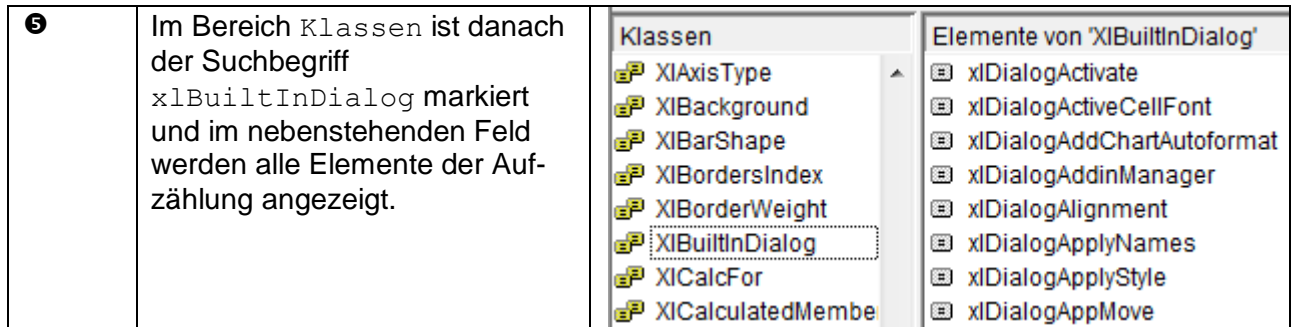 ❺
Im Bereich Klassen ist danach
der Suchbegriff
xlBuiltInDialog markiert
und im nebenstehenden Feld
werden alle Elemente der Auf-
zählung angezeigt.
Klassen
XlAxisType
XlBackground
XlBarShape
XlBordersIndex
XlBorderWeight
XlBuiltInDialog
XlCalcFor
XlCalculatedMembe
Elemente von 'XlBuiltInDialog'
xlDialogActivate
xlDialogActiveCellFont
xlDialogAddChartAutoformat
xlDialogAddinManager
xlDialogAlignment
xlDialogApplyNames
xlDialogApplyStyle
xlDialogAppMove